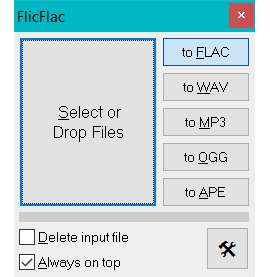 FlicFlac
Select or
Drop Files
to FLAC
to WAV
to MP3
to OGG
to APE
Delete input file
Always on top